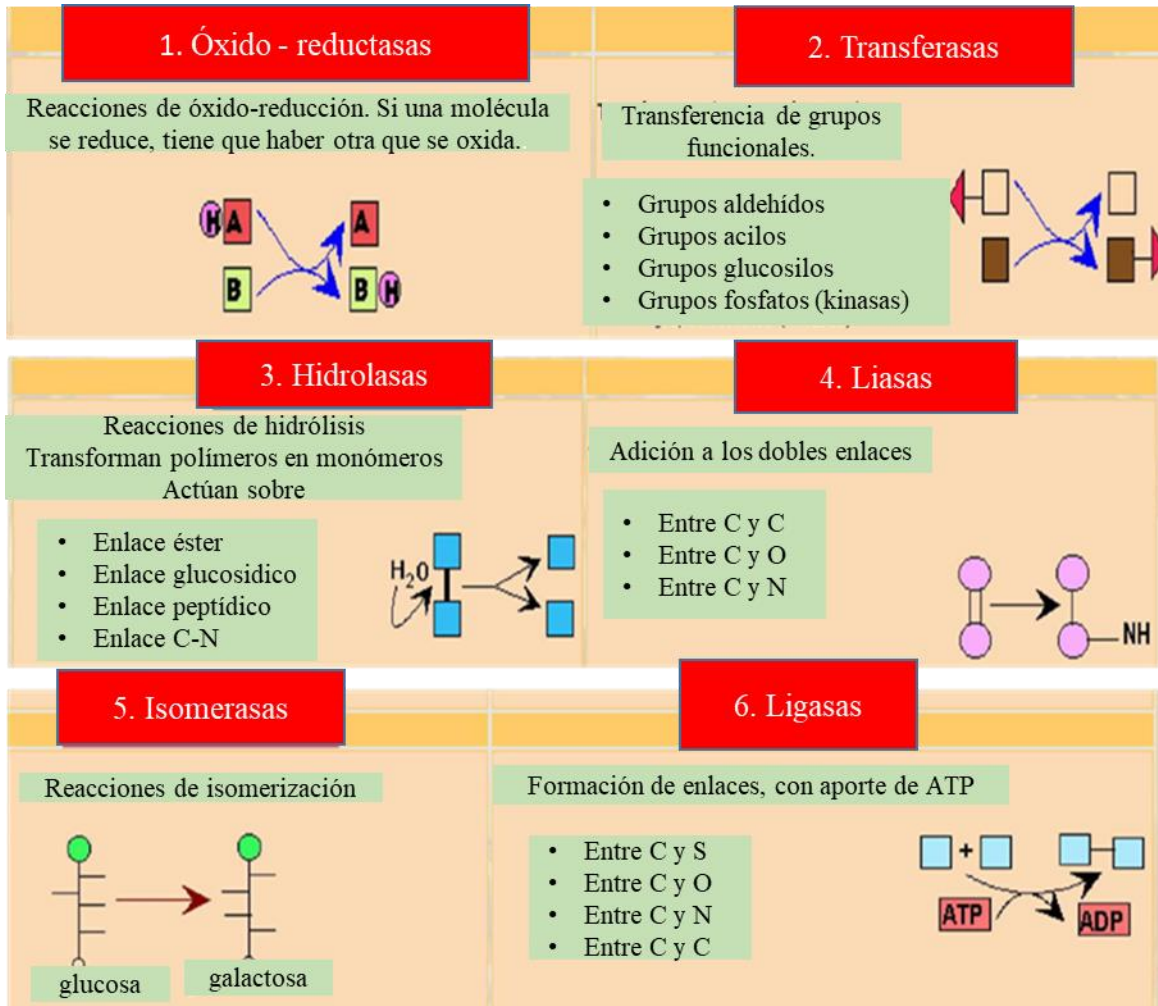 1. Óxido - reductasas
Reacciones de óxido-reducción. Si una molécula
se reduce, tiene que haber otra que se oxida.
H A
A
B
B H
2. Transferasas
Transferencia de grupos
funcionales.
• Grupos aldehídos
• Grupos acilos
• Grupos glucosilos
• Grupos fosfatos (kinasas)
3. Hidrolasas
Reacciones de hidrólisis
Transforman polímeros en monómeros
Actúan sobre
• Enlace éster
• Enlace glucosidico
• Enlace peptídico
• Enlace C-N
H₂O
4. Liasas
Adición a los dobles enlaces
• Entre C y C
• Entre C y O
• Entre C y N
NH
5. Isomerasas
Reacciones de isomerización
glucosa
galactosa
6. Ligasas
Formación de enlaces, con aporte de ATP
• Entre C y S
• Entre C y O
• Entre C y N
• Entre C y C
+
ATP
ADP